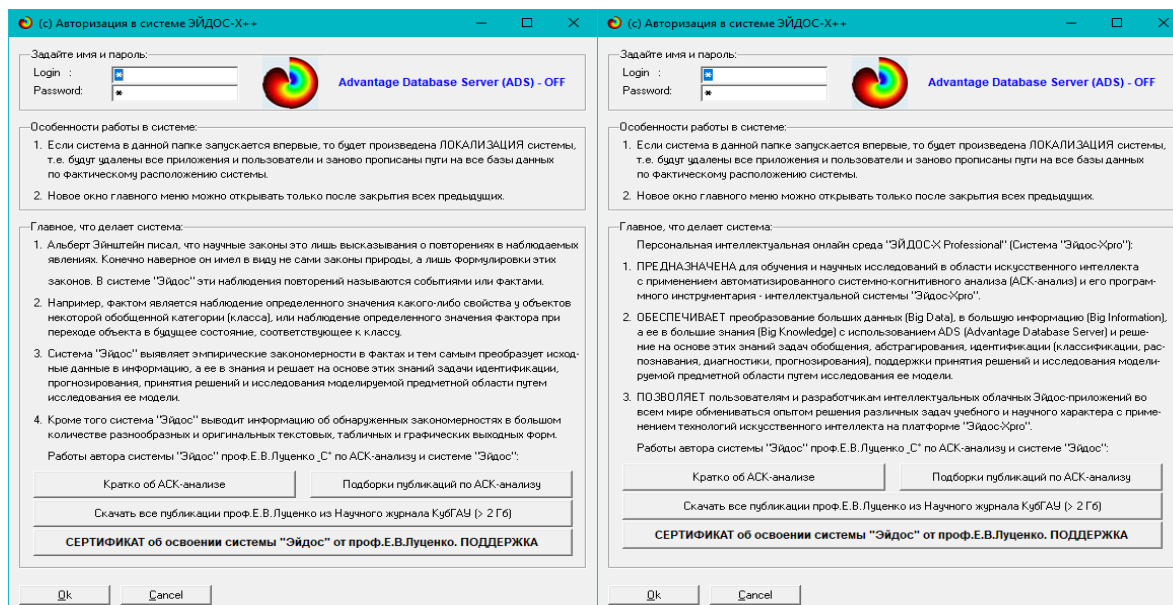 (c) Авторизация в системе ЭЙДОС-X++
Задайте имя и пароль:
Login :
*
Password:
*
Advantage Database Server (ADS) - OFF
Особенности работы в системе:
1. Если система в данной папке запускается впервые, то будет произведена ЛОКАЛИЗАЦИЯ системы,
т.е. будут удалены все приложения и пользователи и заново прописаны пути на все базы данных
по фактическому расположению системы.
2. Новое окно главного меню можно открывать только после закрытия всех предыдущих.
Главное, что делает система:
1. Альберт Эйнштейн писал, что научные законы это лишь высказывания о повторениях в наблюдаемых
явлениях. Конечно наверное он имел в виду не сами законы природы, а лишь формулировки этих
законов. В системе "Эйдос" эти наблюдения повторений называются событиями или фактами.
2. Например, фактом является наблюдение определенного значения какого-либо свойства у объектов
некоторой обобщенной категории (класса), или наблюдение определенного значения фактора при
переходе объекта в будущее состояние, соответствующее к классу.
3. Система "Эйдос" выявляет эмпирические закономерности в фактах и тем самым преобразует исход-
ные данные в информацию, а ее в знания и решает на основе этих знаний задачи идентификации,
прогнозирования, принятия решений и исследования моделируемой предметной области путем
исследования ее модели.
4. Кроме того система "Эйдос" выводит информацию об обнаруженных закономерностях в большом
количестве разнообразных и оригинальных текстовых, табличных и графических выходных форм.
Работы автора системы "Эйдос" проф.Е.В.Луценко _С° по АСК-анализу и системе "Эйдос":
Кратко об АСК-анализе
Подборки публикаций по АСК-анализу
Скачать все публикации проф.Е.В.Луценко из Научного журнала КубГАУ (> 2 Гб)
СЕРТИФИКАТ об освоении системы "Эйдос" от проф.Е.В.Луценко. ПОДДЕРЖКА
Ok
Cancel
(c) Авторизация в системе ЭЙДОС-X++
Задайте имя и пароль:
Login :
*
Password:
*
Advantage Database Server (ADS) - OFF
Особенности работы в системе:
1. Если система в данной папке запускается впервые, то будет произведена ЛОКАЛИЗАЦИЯ системы,
т.е. будут удалены все приложения и пользователи и заново прописаны пути на все базы данных
по фактическому расположению системы.
2. Новое окно главного меню можно открывать только после закрытия всех предыдущих.
Главное, что делает система:
Персональная интеллектуальная онлайн среда "ЭЙДОС-X Professional" (Система "Эйдос-Xpro"):
1. ПРЕДНАЗНАЧЕНА для обучения и научных исследований в области искусственного интеллекта
с применением автоматизированного системно-когнитивного анализа (АСК-анализ) и его програм-
много инструментария - интеллектуальной системы "Эйдос-Xpro".
2. ОБЕСПЕЧИВАЕТ преобразование больших данных (Big Data), в большую информацию (Big Information),
а ее в большие знания (Big Knowledge) с использованием ADS (Advantage Database Server) и реше-
ние на основе этих знаний задач обобщения, абстрагирования, идентификации (классификации, рас-
познавания, диагностики, прогнозирования), поддержки принятия решений и исследования модели-
руемой предметной области путем исследования ее модели.
3. ПОЗВОЛЯЕТ пользователям и разработчикам интеллектуальных облачных Эйдос-приложений во
всем мире обмениваться опытом решения различных задач учебного и научного характера с приме-
нением технологий искусственного интеллекта на платформе "Эйдос-Xpro".
Работы автора системы "Эйдос" проф.Е.В.Луценко _С° по АСК-анализу и системе "Эйдос":
Кратко об АСК-анализе
Подборки публикаций по АСК-анализу
Скачать все публикации проф.Е.В.Луценко из Научного журнала КубГАУ (> 2 Гб)
СЕРТИФИКАТ об освоении системы "Эйдос" от проф.Е.В.Луценко. ПОДДЕРЖКА
Ok
Cancel